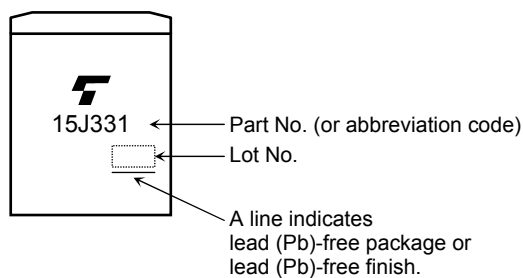 15J331
Part No. (or abbreviation code)
Lot No.
A line indicates
lead (Pb)-free package or
lead (Pb)-free finish.